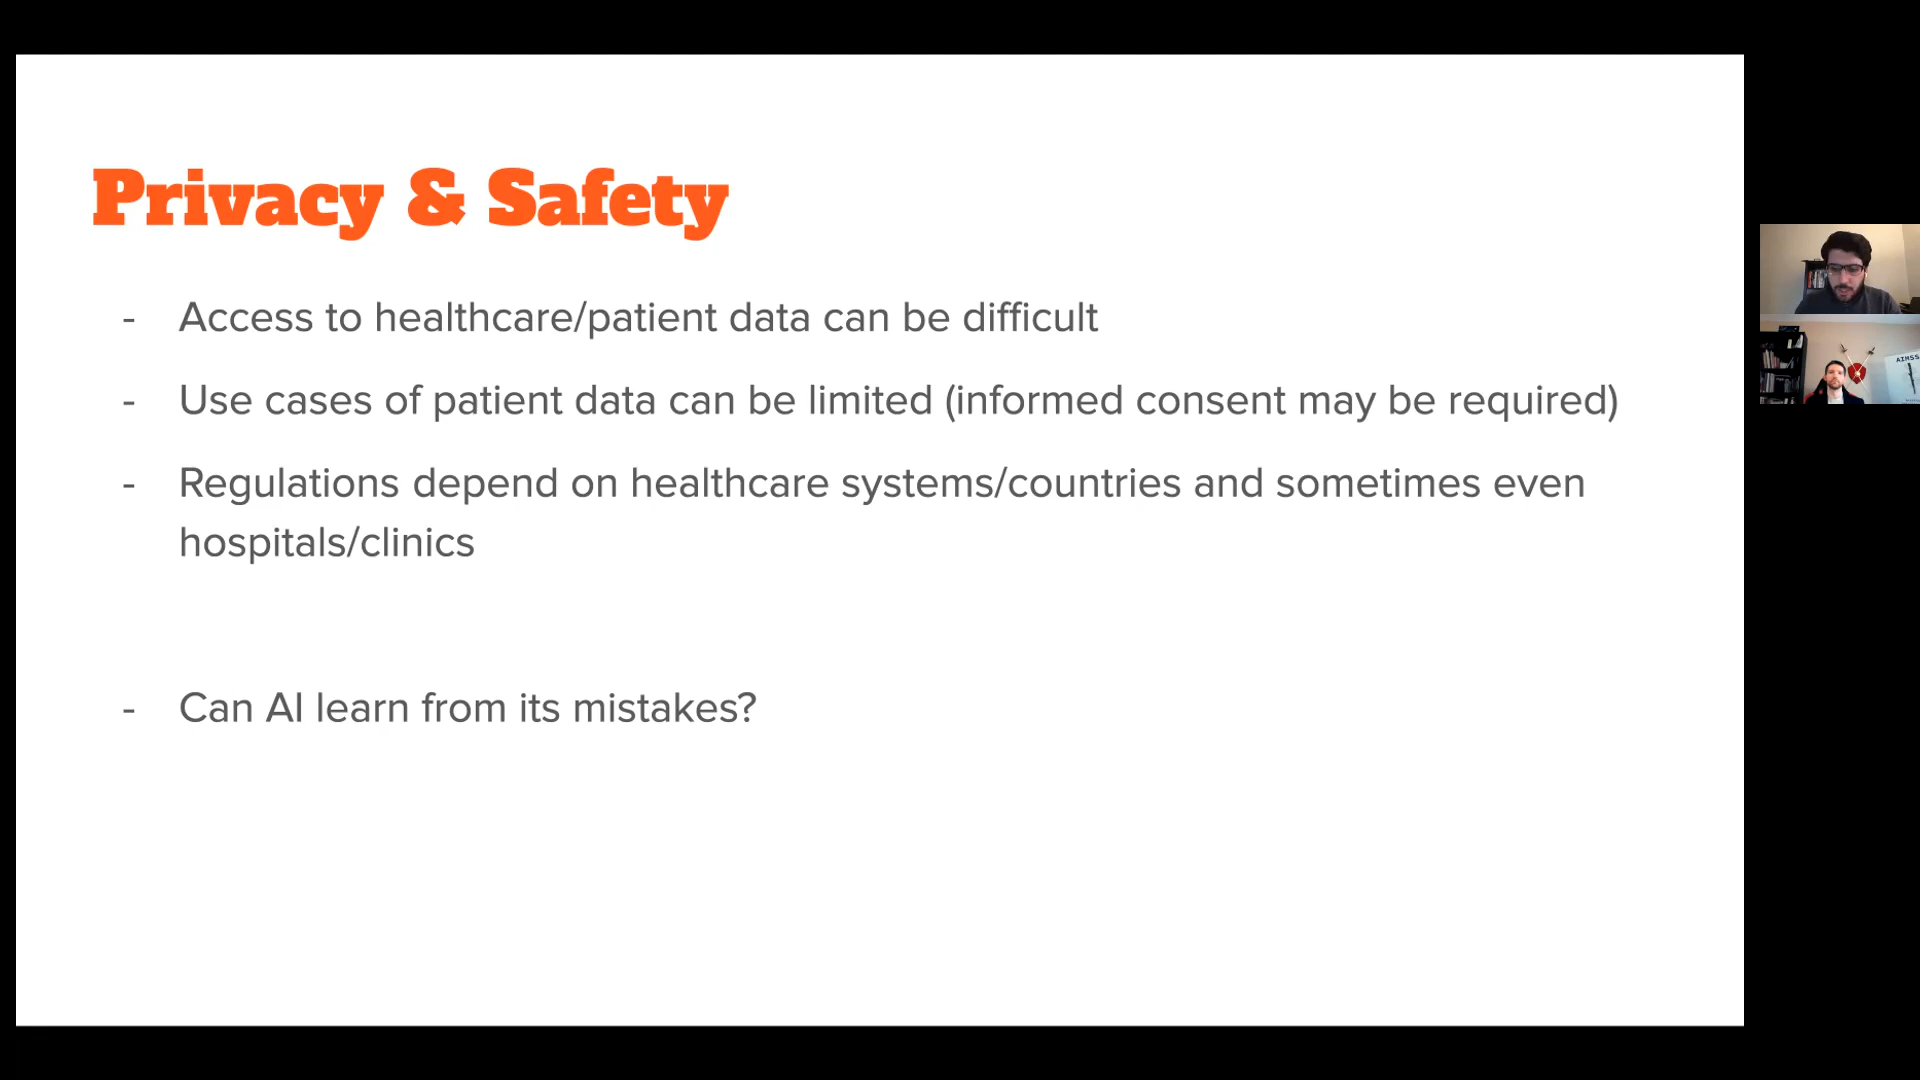 Privacy & Safety
- Access to healthcare/patient data can be difficult
- Use cases of patient data can be limited (informed consent may be required)
- Regulations depend on healthcare systems/countries and sometimes even
hospitals/clinics
- Can AI learn from its mistakes?
AIMSS